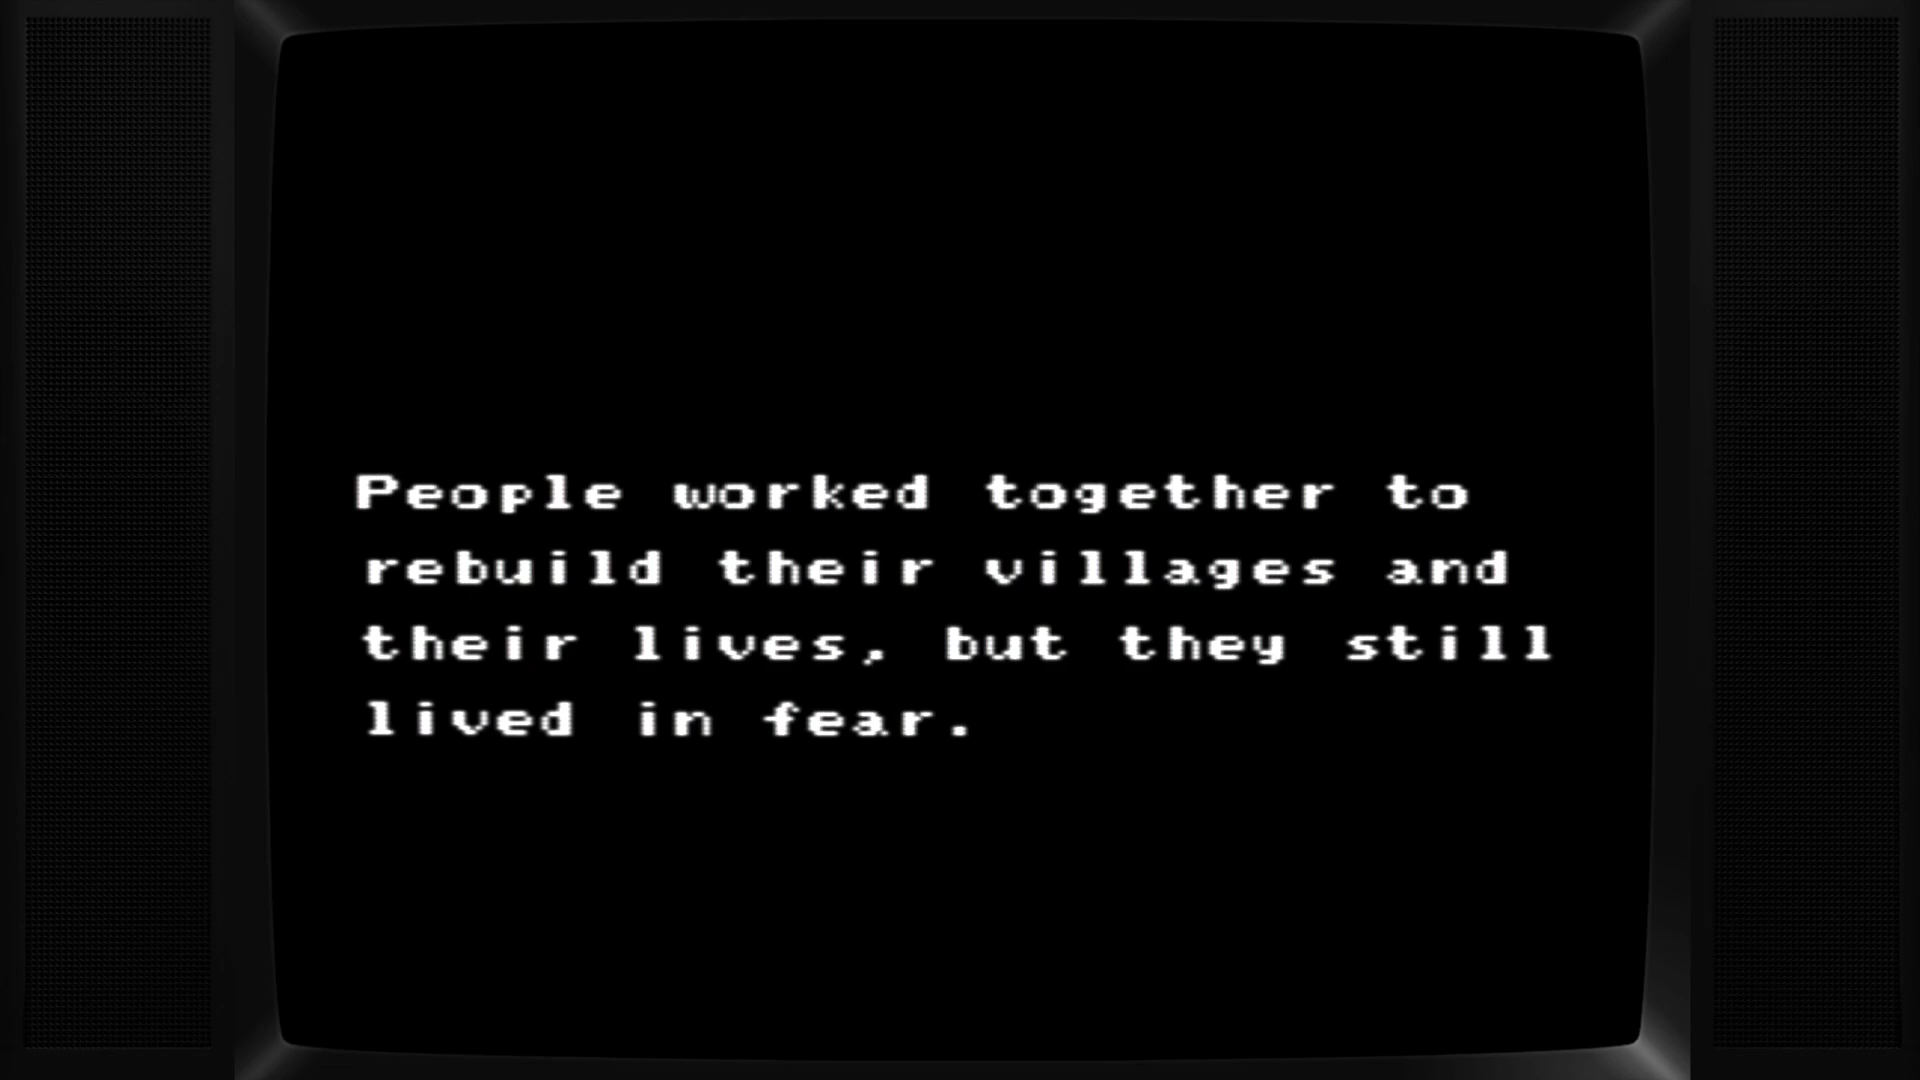 People worked together to
rebuild their villages and
their lives, but they still
lived in fear.